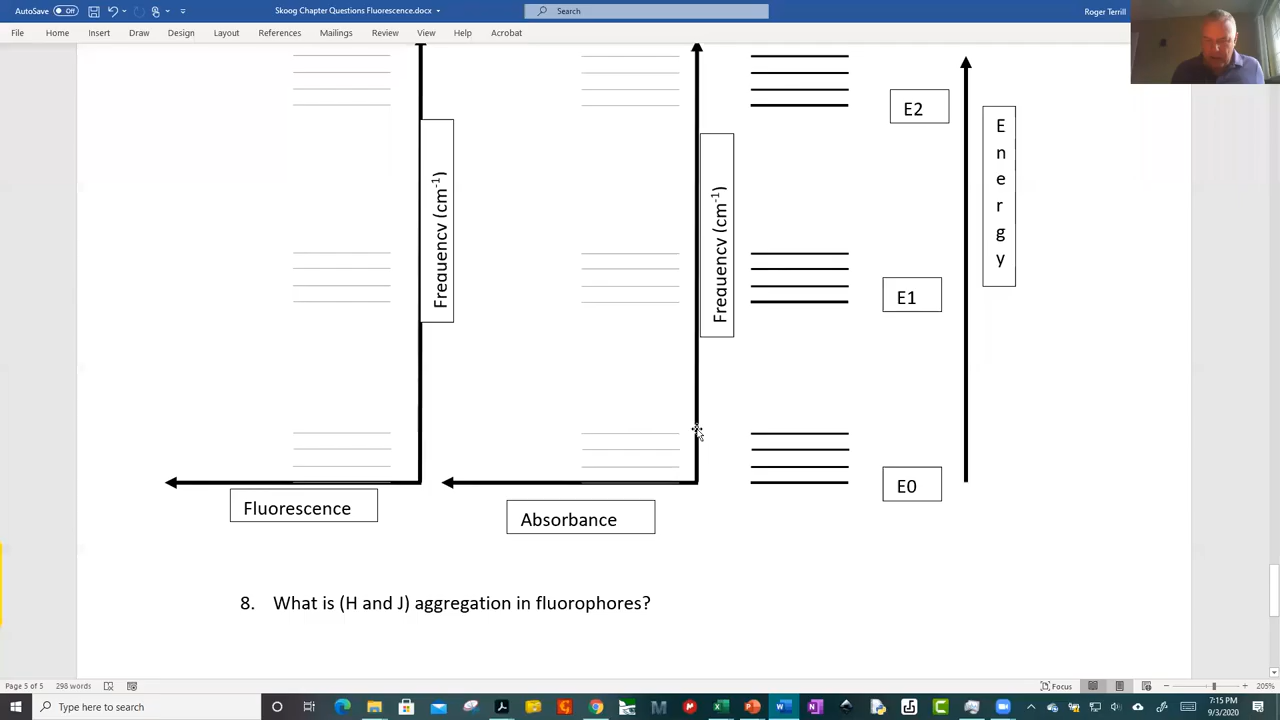 AutoSave Off
Skoog Chapter Questions Fluorescence.docx
Search
Roger Terrill
File Home Insert Draw Design Layout References Mailings Review View Help Acrobat
E2
Energy
Frequency (cm-1)
Frequency (cm-1)
E1
E0
Fluorescence
Absorbance
8. What is (H and J) aggregation in fluorophores?
Page 5 of 5 298 words
Focus
205%
Type here to search
7:15 PM
9/3/2020